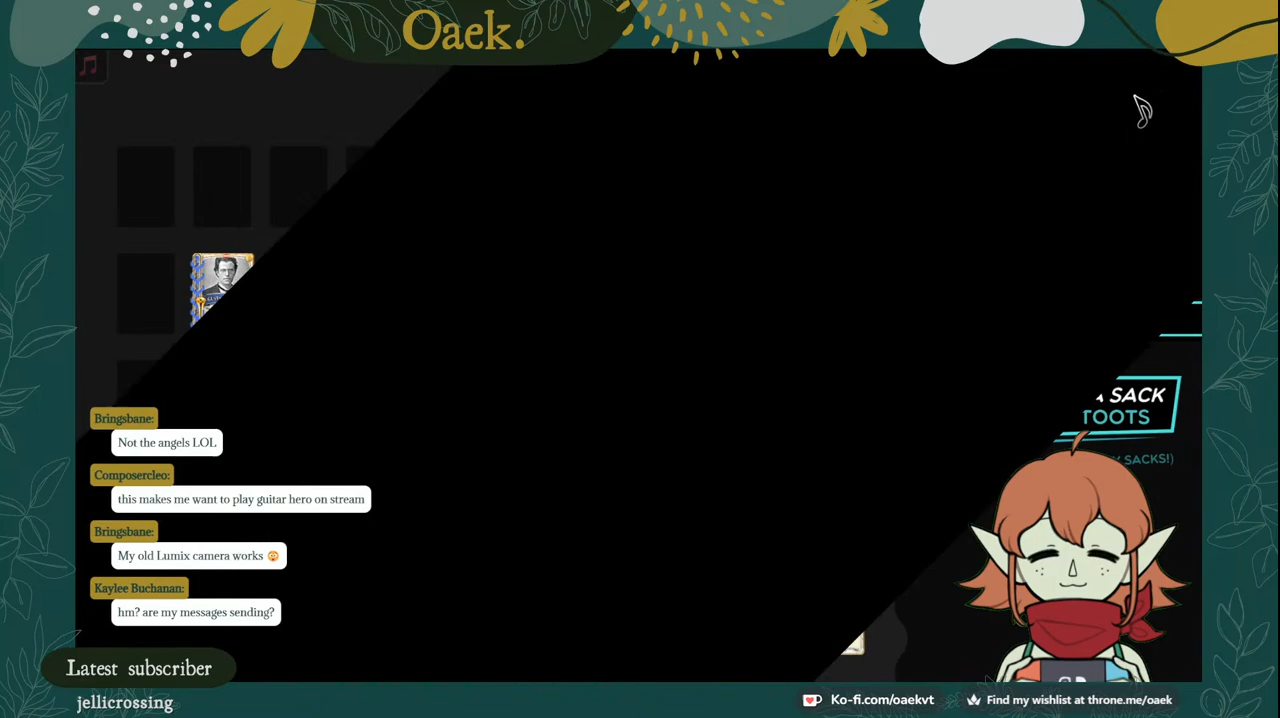 Oaek.
SACK
TOOTS
SACKS!)
Bringsbane:
Not the angels LOL
Composercleo:
this makes me want to play guitar hero on stream
Bringsbane:
My old Lumix camera works
Kaylee Buchanan:
hm? are my messages sending?
Latest subscriber
jellicrossing
Ko-fi.com/oaekvt
Find my wishlist at throne.me/oaek